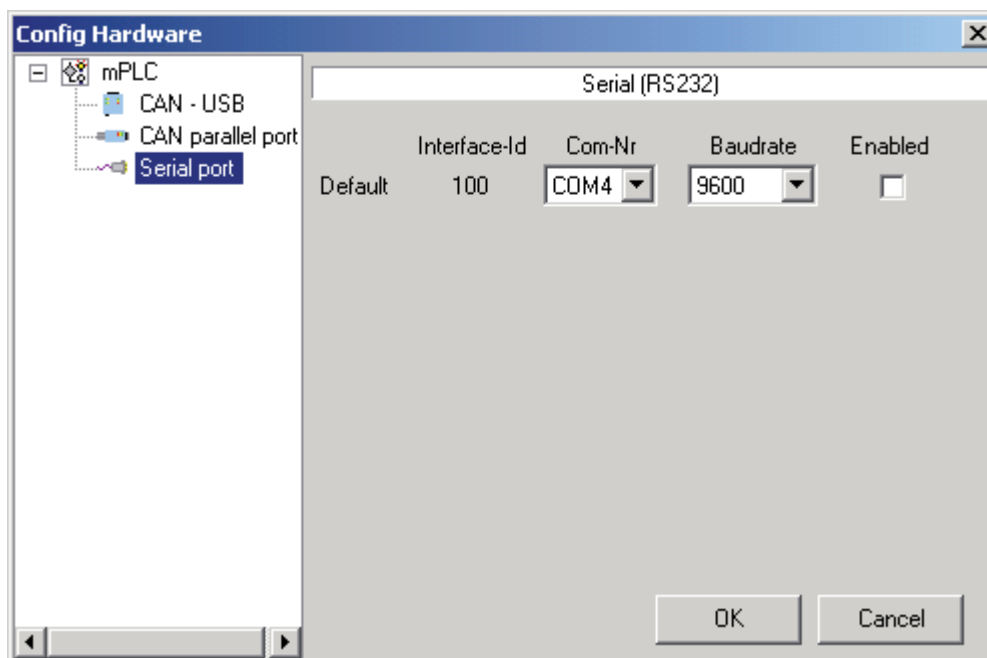 Config Hardware
mPLC
CAN - USB
CAN parallel port
Serial port
Serial (RS232)
Interface-Id Com-Nr Baudrate Enabled
Default 100 COM4 9600
OK Cancel